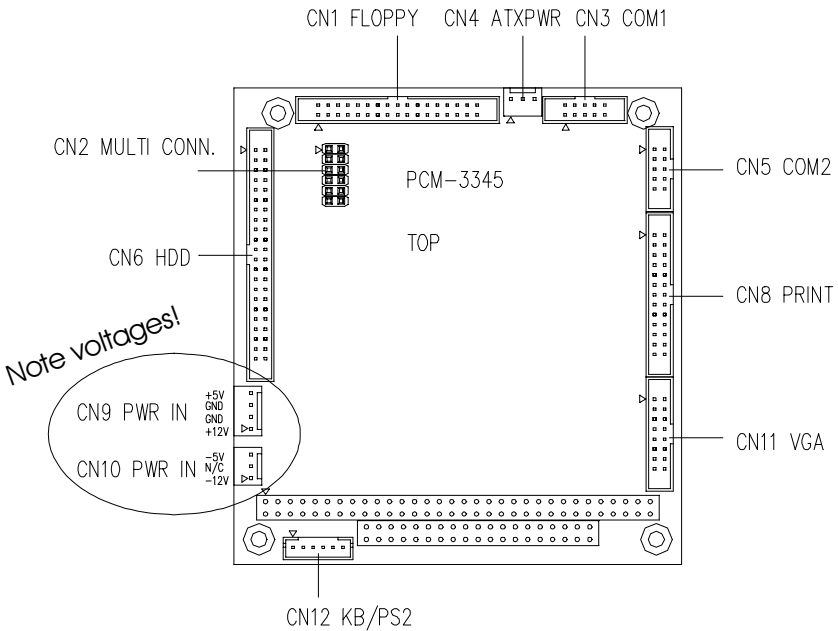 CN1 FLOPPY
CN4 ATXPWR
CN3 COM1
CN2 MULTI CONN.
PCM-3345
CN5 COM2
TOP
CN6 HDD
CN8 PRINT
Note voltages!
CN9 PWR IN
+5V
GND
GND
+12V
CN11 VGA
CN10 PWR IN
-5V
N/C
-12V
CN12 KB/PS2